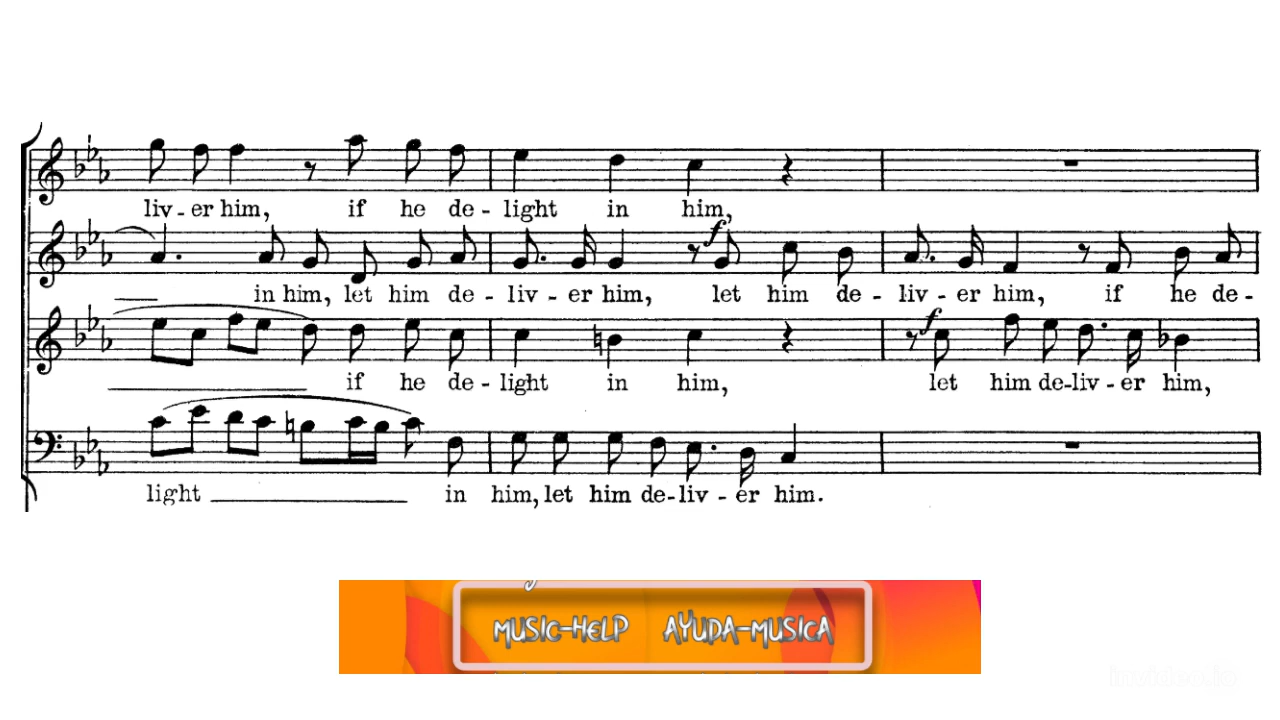 liv - er him, if he de - light in him,
f
in him, let him de - liv - er him, let him de - liv - er him, if he de -
f
if he de - light in him, let him de - liv - er him,
light in him, let him de - liv - er him.
MUSIC-HELP AYUDA-MUSICA